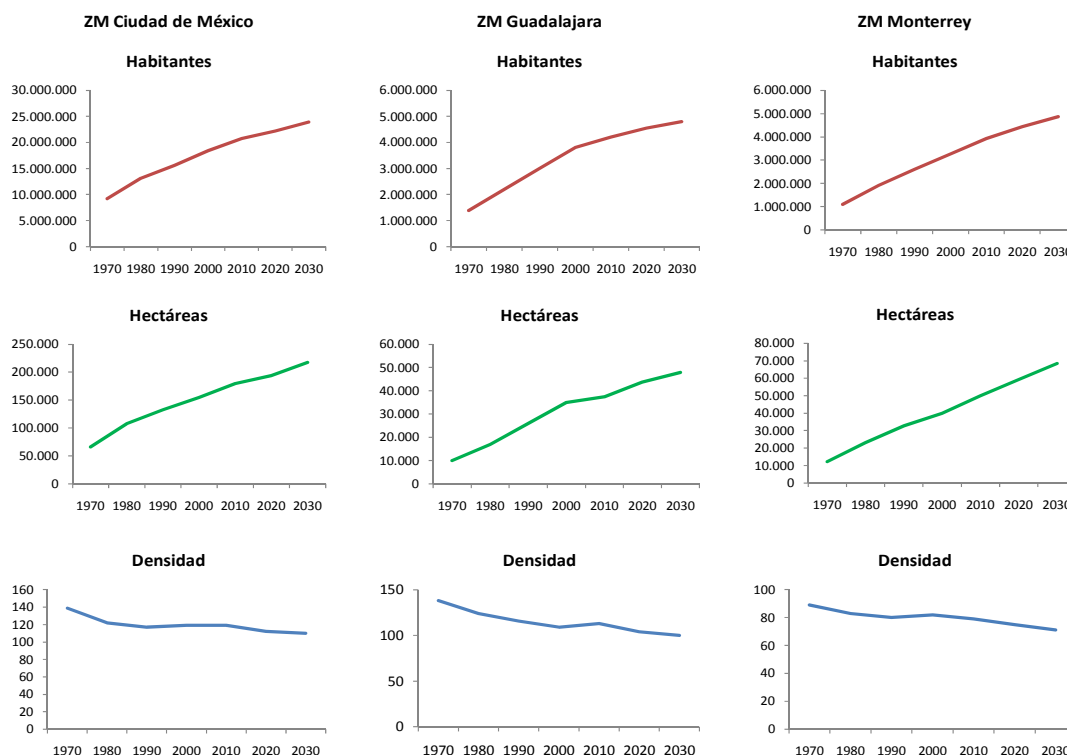 ZM Ciudad de México
Habitantes
30.000.000
25.000.000
20.000.000
15.000.000
10.000.000
5.000.000
0
1970 1980 1990 2000 2010 2020 2030
Hectáreas
250.000
200.000
150.000
100.000
50.000
0
1970 1980 1990 2000 2010 2020 2030
Densidad
160
140
120
100
80
60
40
20
0
1970 1980 1990 2000 2010 2020 2030
ZM Guadalajara
Habitantes
6.000.000
5.000.000
4.000.000
3.000.000
2.000.000
1.000.000
0
1970 1980 1990 2000 2010 2020 2030
Hectáreas
60.000
50.000
40.000
30.000
20.000
10.000
0
1970 1980 1990 2000 2010 2020 2030
Densidad
150
100
50
0
1970 1980 1990 2000 2010 2020 2030
ZM Monterrey
Habitantes
6.000.000
5.000.000
4.000.000
3.000.000
2.000.000
1.000.000
0
1970 1980 1990 2000 2010 2020 2030
Hectáreas
80.000
70.000
60.000
50.000
40.000
30.000
20.000
10.000
0
1970 1980 1990 2000 2010 2020 2030
Densidad
100
80
60
40
20
0
1970 1980 1990 2000 2010 2020 2030